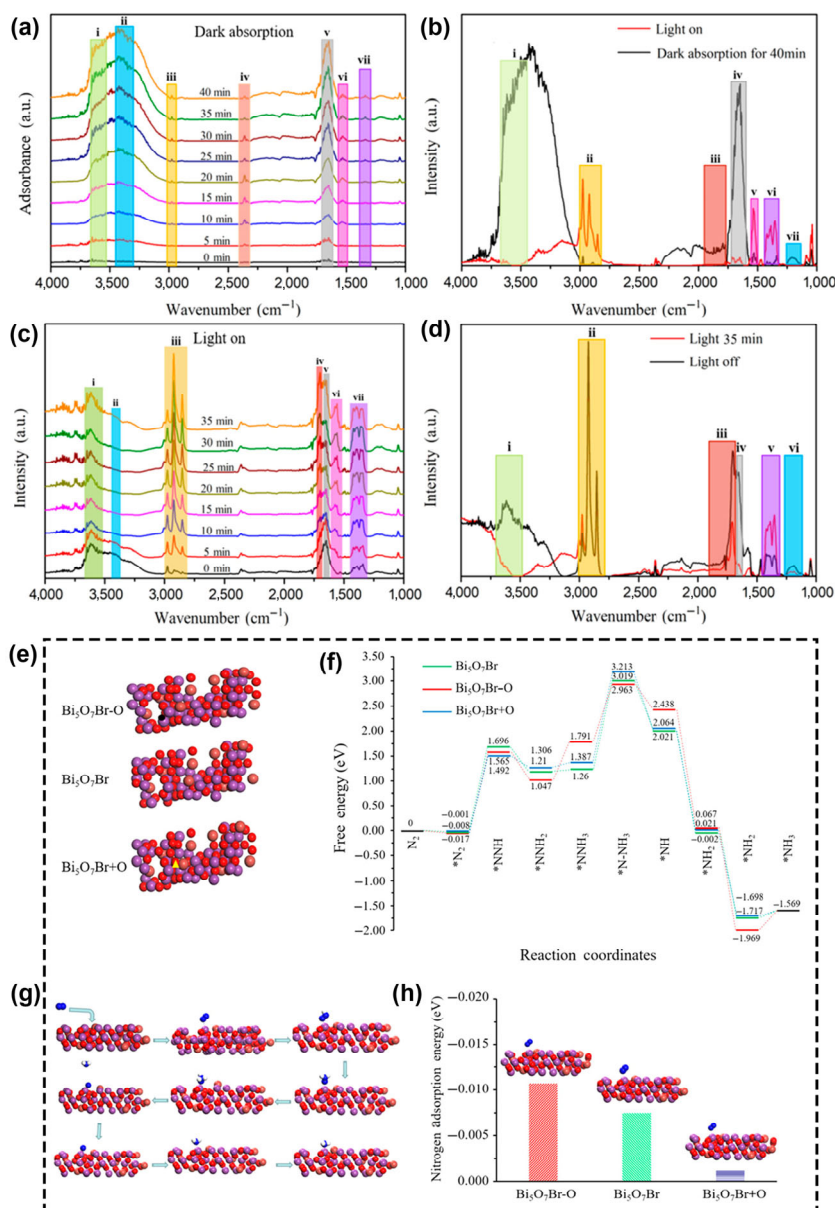 (a)
Dark absorption
i
ii
iii
iv
v
vi
vii
40 min
35 min
30 min
25 min
20 min
15 min
10 min
5 min
0 min
Adsorbance (a.u.)
4,000 3,500 3,000 2,500 2,000 1,500 1,000
Wavenumber (cm⁻¹)
(b)
Light on
Dark absorption for 40min
i
ii
iii
iv
v
vi
vii
Intensity (a.u.)
4,000 3,500 3,000 2,500 2,000 1,500 1,000
Wavenumber (cm⁻¹)
(c)
Light on
i
ii
iii
iv
v
vi
vii
35 min
30 min
25 min
20 min
15 min
10 min
5 min
0 min
Intensity (a.u.)
4,000 3,500 3,000 2,500 2,000 1,500 1,000
Wavenumber (cm⁻¹)
(d)
Light 35 min
Light off
i
ii
iii
iv
v
vi
Intensity (a.u.)
4,000 3,500 3,000 2,500 2,000 1,500 1,000
Wavenumber (cm⁻¹)
(e)
Bi₅O₇Br-O
Bi₅O₇Br
Bi₅O₇Br+O
(f)
Bi₅O₇Br
Bi₅O₇Br−O
Bi₅O₇Br+O
Free energy (eV)
3.50
3.00
2.50
2.00
1.50
1.00
0.50
0.00
−0.50
−1.00
−1.50
−2.00
0
−0.001
−0.008
−0.017
1.696
1.565
1.492
1.306
1.21
1.047
1.791
1.387
1.26
3.213
3.019
2.963
2.438
2.064
2.021
0.067
0.021
−0.002
−1.698
−1.717
−1.969
−1.569
N₂
*N₂
*NNH
*NNH₂
*NNH₃
*N-NH₃
*NH
*NH₂
*NH₂
*NH₃
Reaction coordinates
(g)
(h)
Nitrogen adsorption energy (eV)
−0.020
−0.015
−0.010
−0.005
0.000
Bi₅O₇Br-O Bi₅O₇Br Bi₅O₇Br+O